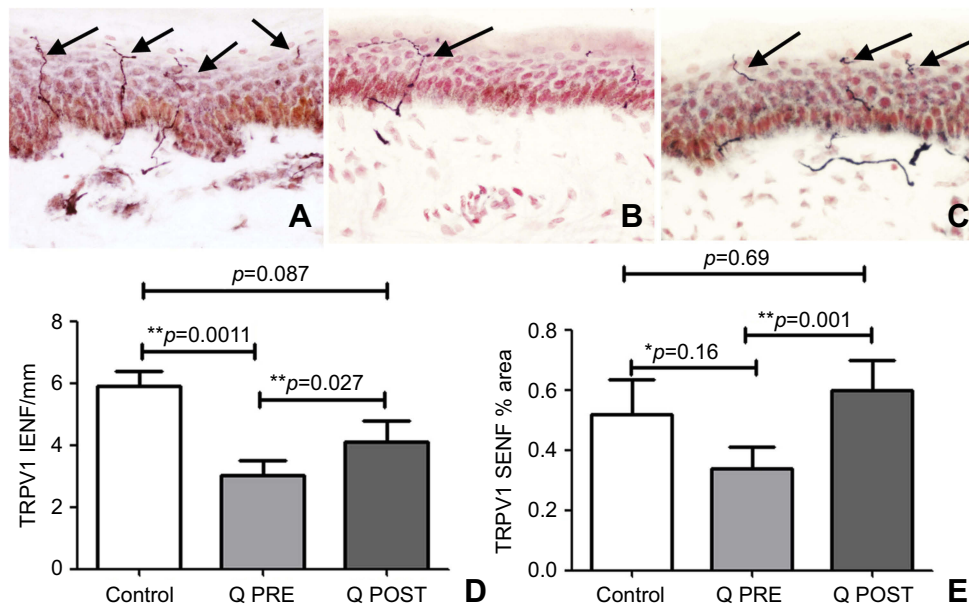 A
B
C
p=0.087
**p=0.0011
**p=0.027
TRPV1 IENF/mm
8
6
4
2
0
Control
Q PRE
Q POST
D
p=0.69
**p=0.001
*p=0.16
TRPV1 SENF % area
0.8
0.6
0.4
0.2
0.0
Control
Q PRE
Q POST
E